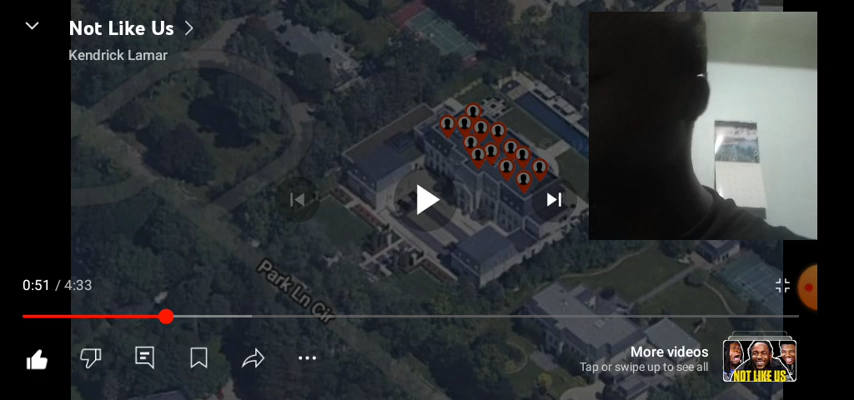 Not Like Us
Kendrick Lamar
Park Ln Cir
0:51 / 4:33
More videos
Tap or swipe up to see all
NOT LIKE US